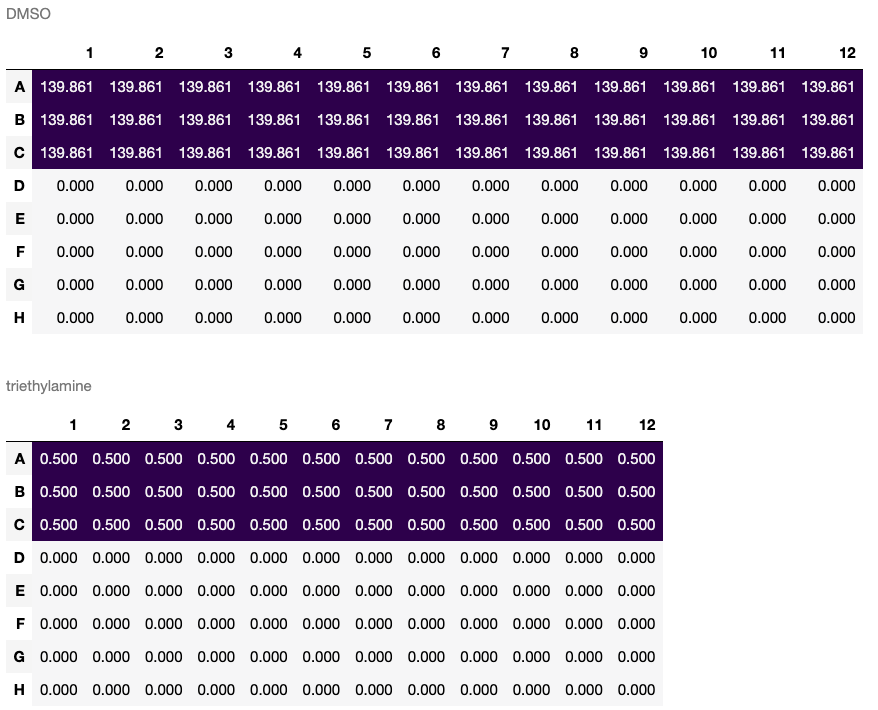 DMSO
1 2 3 4 5 6 7 8 9 10 11 12
A 139.861 139.861 139.861 139.861 139.861 139.861 139.861 139.861 139.861 139.861 139.861 139.861
B 139.861 139.861 139.861 139.861 139.861 139.861 139.861 139.861 139.861 139.861 139.861 139.861
C 139.861 139.861 139.861 139.861 139.861 139.861 139.861 139.861 139.861 139.861 139.861 139.861
D 0.000 0.000 0.000 0.000 0.000 0.000 0.000 0.000 0.000 0.000 0.000 0.000
E 0.000 0.000 0.000 0.000 0.000 0.000 0.000 0.000 0.000 0.000 0.000 0.000
F 0.000 0.000 0.000 0.000 0.000 0.000 0.000 0.000 0.000 0.000 0.000 0.000
G 0.000 0.000 0.000 0.000 0.000 0.000 0.000 0.000 0.000 0.000 0.000 0.000
H 0.000 0.000 0.000 0.000 0.000 0.000 0.000 0.000 0.000 0.000 0.000 0.000
triethylamine
1 2 3 4 5 6 7 8 9 10 11 12
A 0.500 0.500 0.500 0.500 0.500 0.500 0.500 0.500 0.500 0.500 0.500 0.500
B 0.500 0.500 0.500 0.500 0.500 0.500 0.500 0.500 0.500 0.500 0.500 0.500
C 0.500 0.500 0.500 0.500 0.500 0.500 0.500 0.500 0.500 0.500 0.500 0.500
D 0.000 0.000 0.000 0.000 0.000 0.000 0.000 0.000 0.000 0.000 0.000 0.000
E 0.000 0.000 0.000 0.000 0.000 0.000 0.000 0.000 0.000 0.000 0.000 0.000
F 0.000 0.000 0.000 0.000 0.000 0.000 0.000 0.000 0.000 0.000 0.000 0.000
G 0.000 0.000 0.000 0.000 0.000 0.000 0.000 0.000 0.000 0.000 0.000 0.000
H 0.000 0.000 0.000 0.000 0.000 0.000 0.000 0.000 0.000 0.000 0.000 0.000